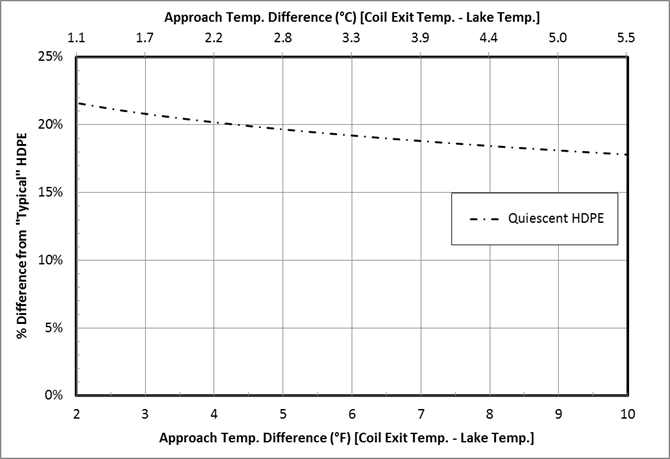 Approach Temp. Difference (°C) [Coil Exit Temp. - Lake Temp.]
1.1 1.7 2.2 2.8 3.3 3.9 4.4 5.0 5.5
25%
20%
15%
10%
5%
0%
% Difference from "Typical" HDPE
Quiescent HDPE
2 3 4 5 6 7 8 9 10
Approach Temp. Difference (°F) [Coil Exit Temp. - Lake Temp.]